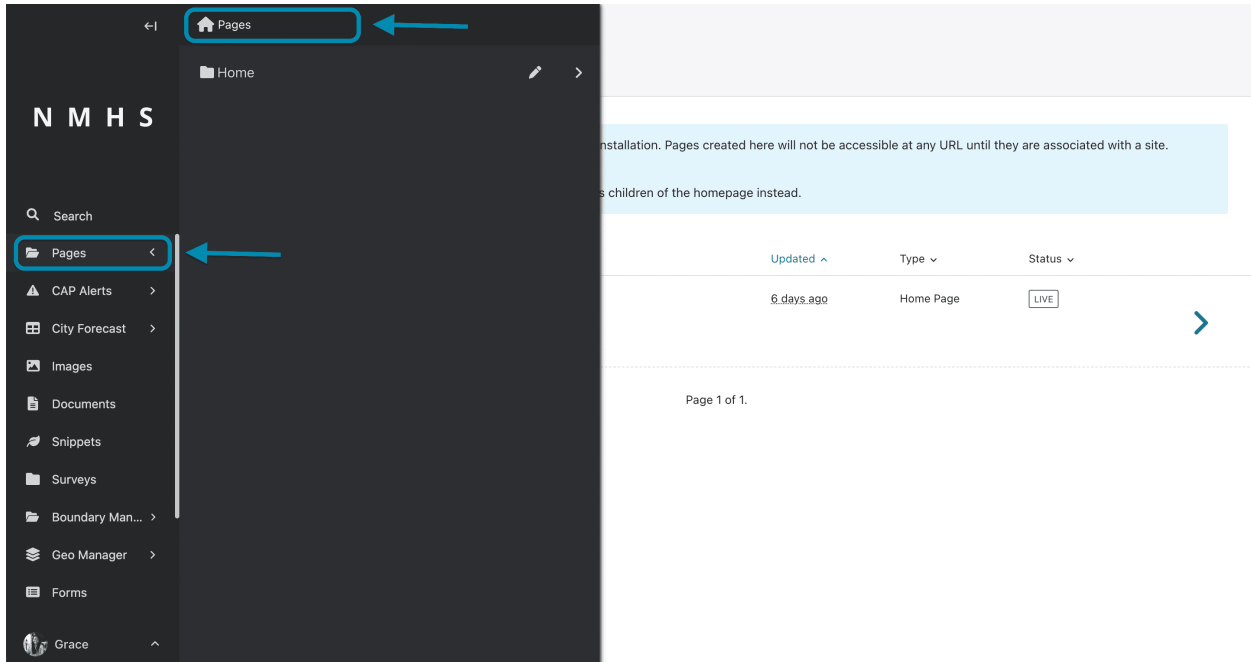 Pages
Home
N M H S
Search
Pages
CAP Alerts
City Forecast
Images
Documents
Snippets
Surveys
Boundary Man...
Geo Manager
Forms
Grace
nstallation. Pages created here will not be accessible at any URL until they are associated with a site.
s children of the homepage instead.
Updated Type Status
6 days ago Home Page LIVE
Page 1 of 1.